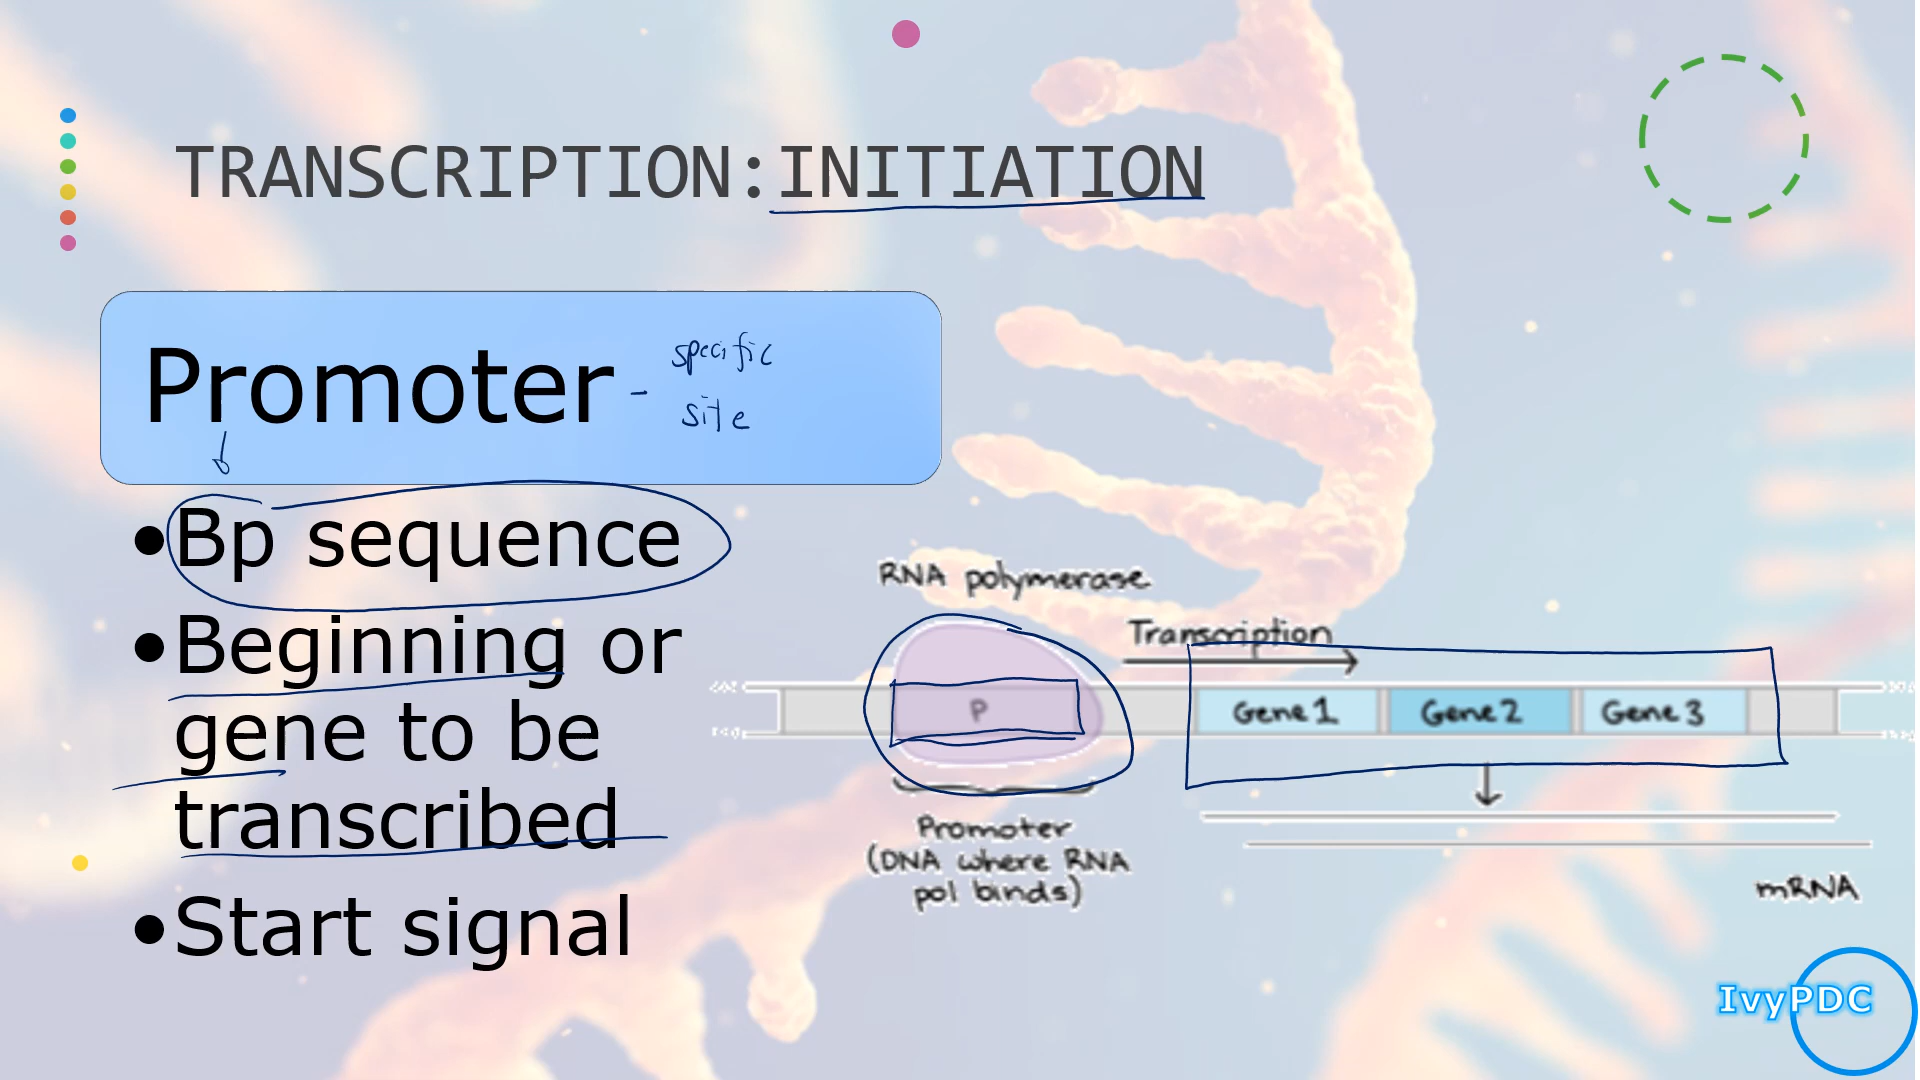 TRANSCRIPTION:INITIATION
Promoter - specific
site
•Bp sequence
•Beginning or
gene to be
transcribed
•Start signal
RNA polymerase
Transcription
P
Gene 1
Gene 2
Gene 3
Promoter
(DNA where RNA
pol binds)
mRNA
IvyPDC